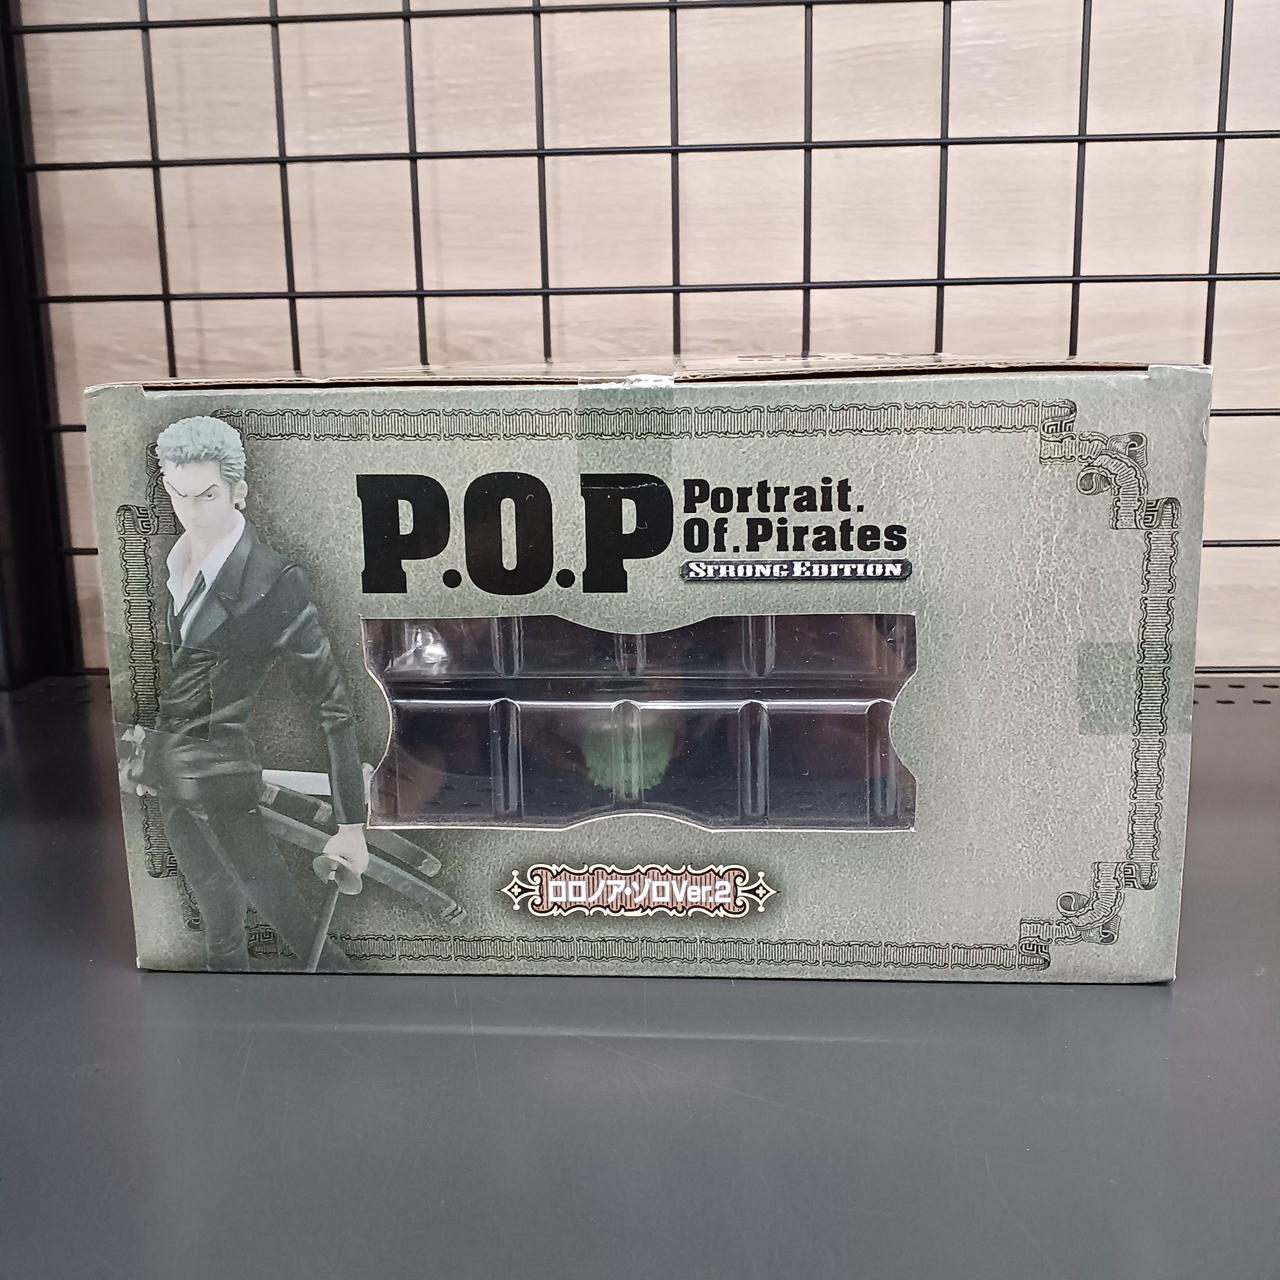 P.O.P
Portrait.
Of.Pirates
STRONG EDITION
ロロノア・ゾロVer.2